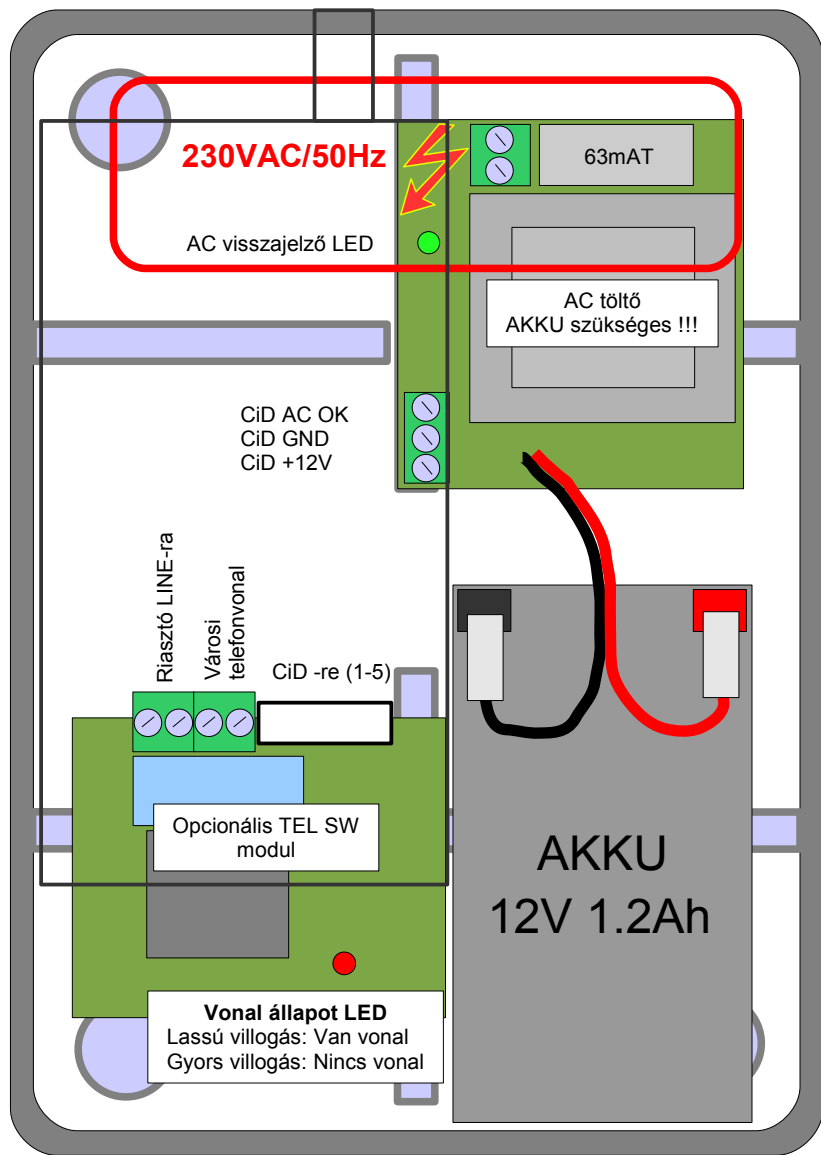 230VAC/50Hz
63mAT
AC visszajelző LED
AC töltő
AKKU szükséges !!!
CiD AC OK
CiD GND
CiD +12V
Riasztó LINE-ra
Városi
telefonvonal
CiD -re (1-5)
Opcionális TEL SW
modul
AKKU
12V 1.2Ah
Vonal állapot LED
Lassú villogás: Van vonal
Gyors villogás: Nincs vonal